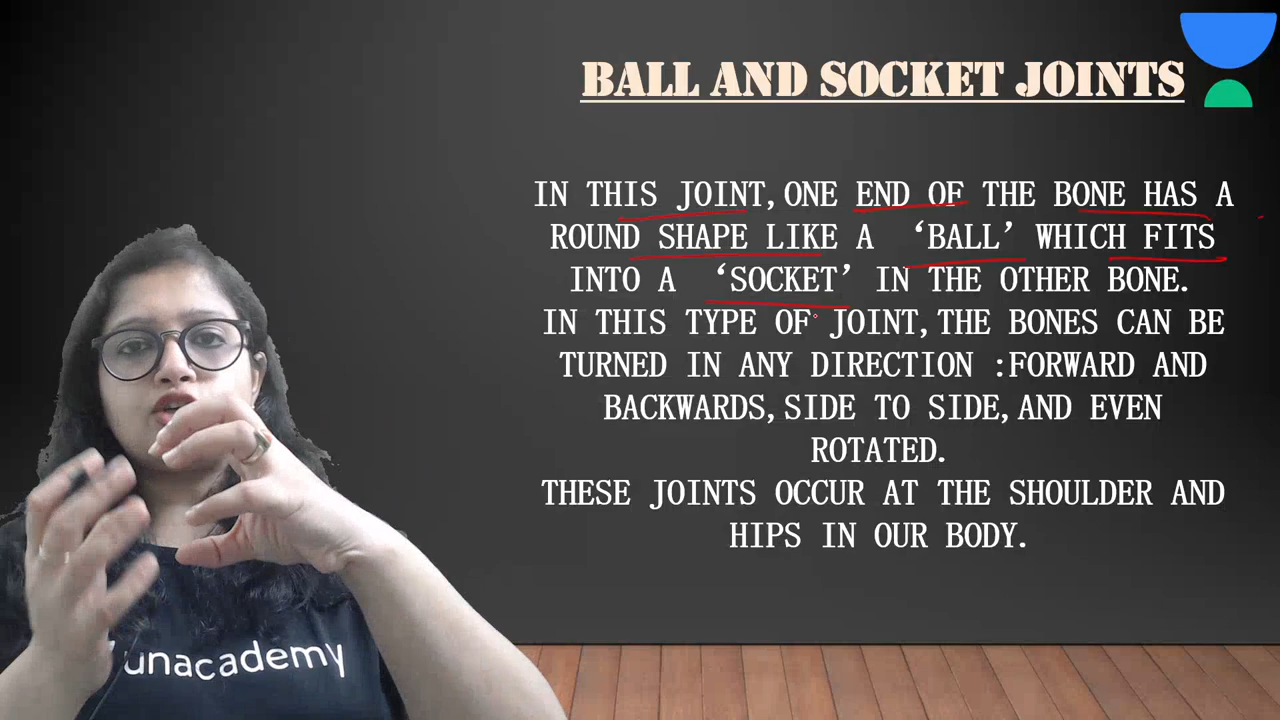 BALL AND SOCKET JOINTS
IN THIS JOINT,ONE END OF THE BONE HAS A
ROUND SHAPE LIKE A ‘BALL’ WHICH FITS
INTO A ‘SOCKET’ IN THE OTHER BONE.
IN THIS TYPE OF JOINT,THE BONES CAN BE
TURNED IN ANY DIRECTION :FORWARD AND
BACKWARDS,SIDE TO SIDE,AND EVEN
ROTATED.
THESE JOINTS OCCUR AT THE SHOULDER AND
HIPS IN OUR BODY.
unacademy